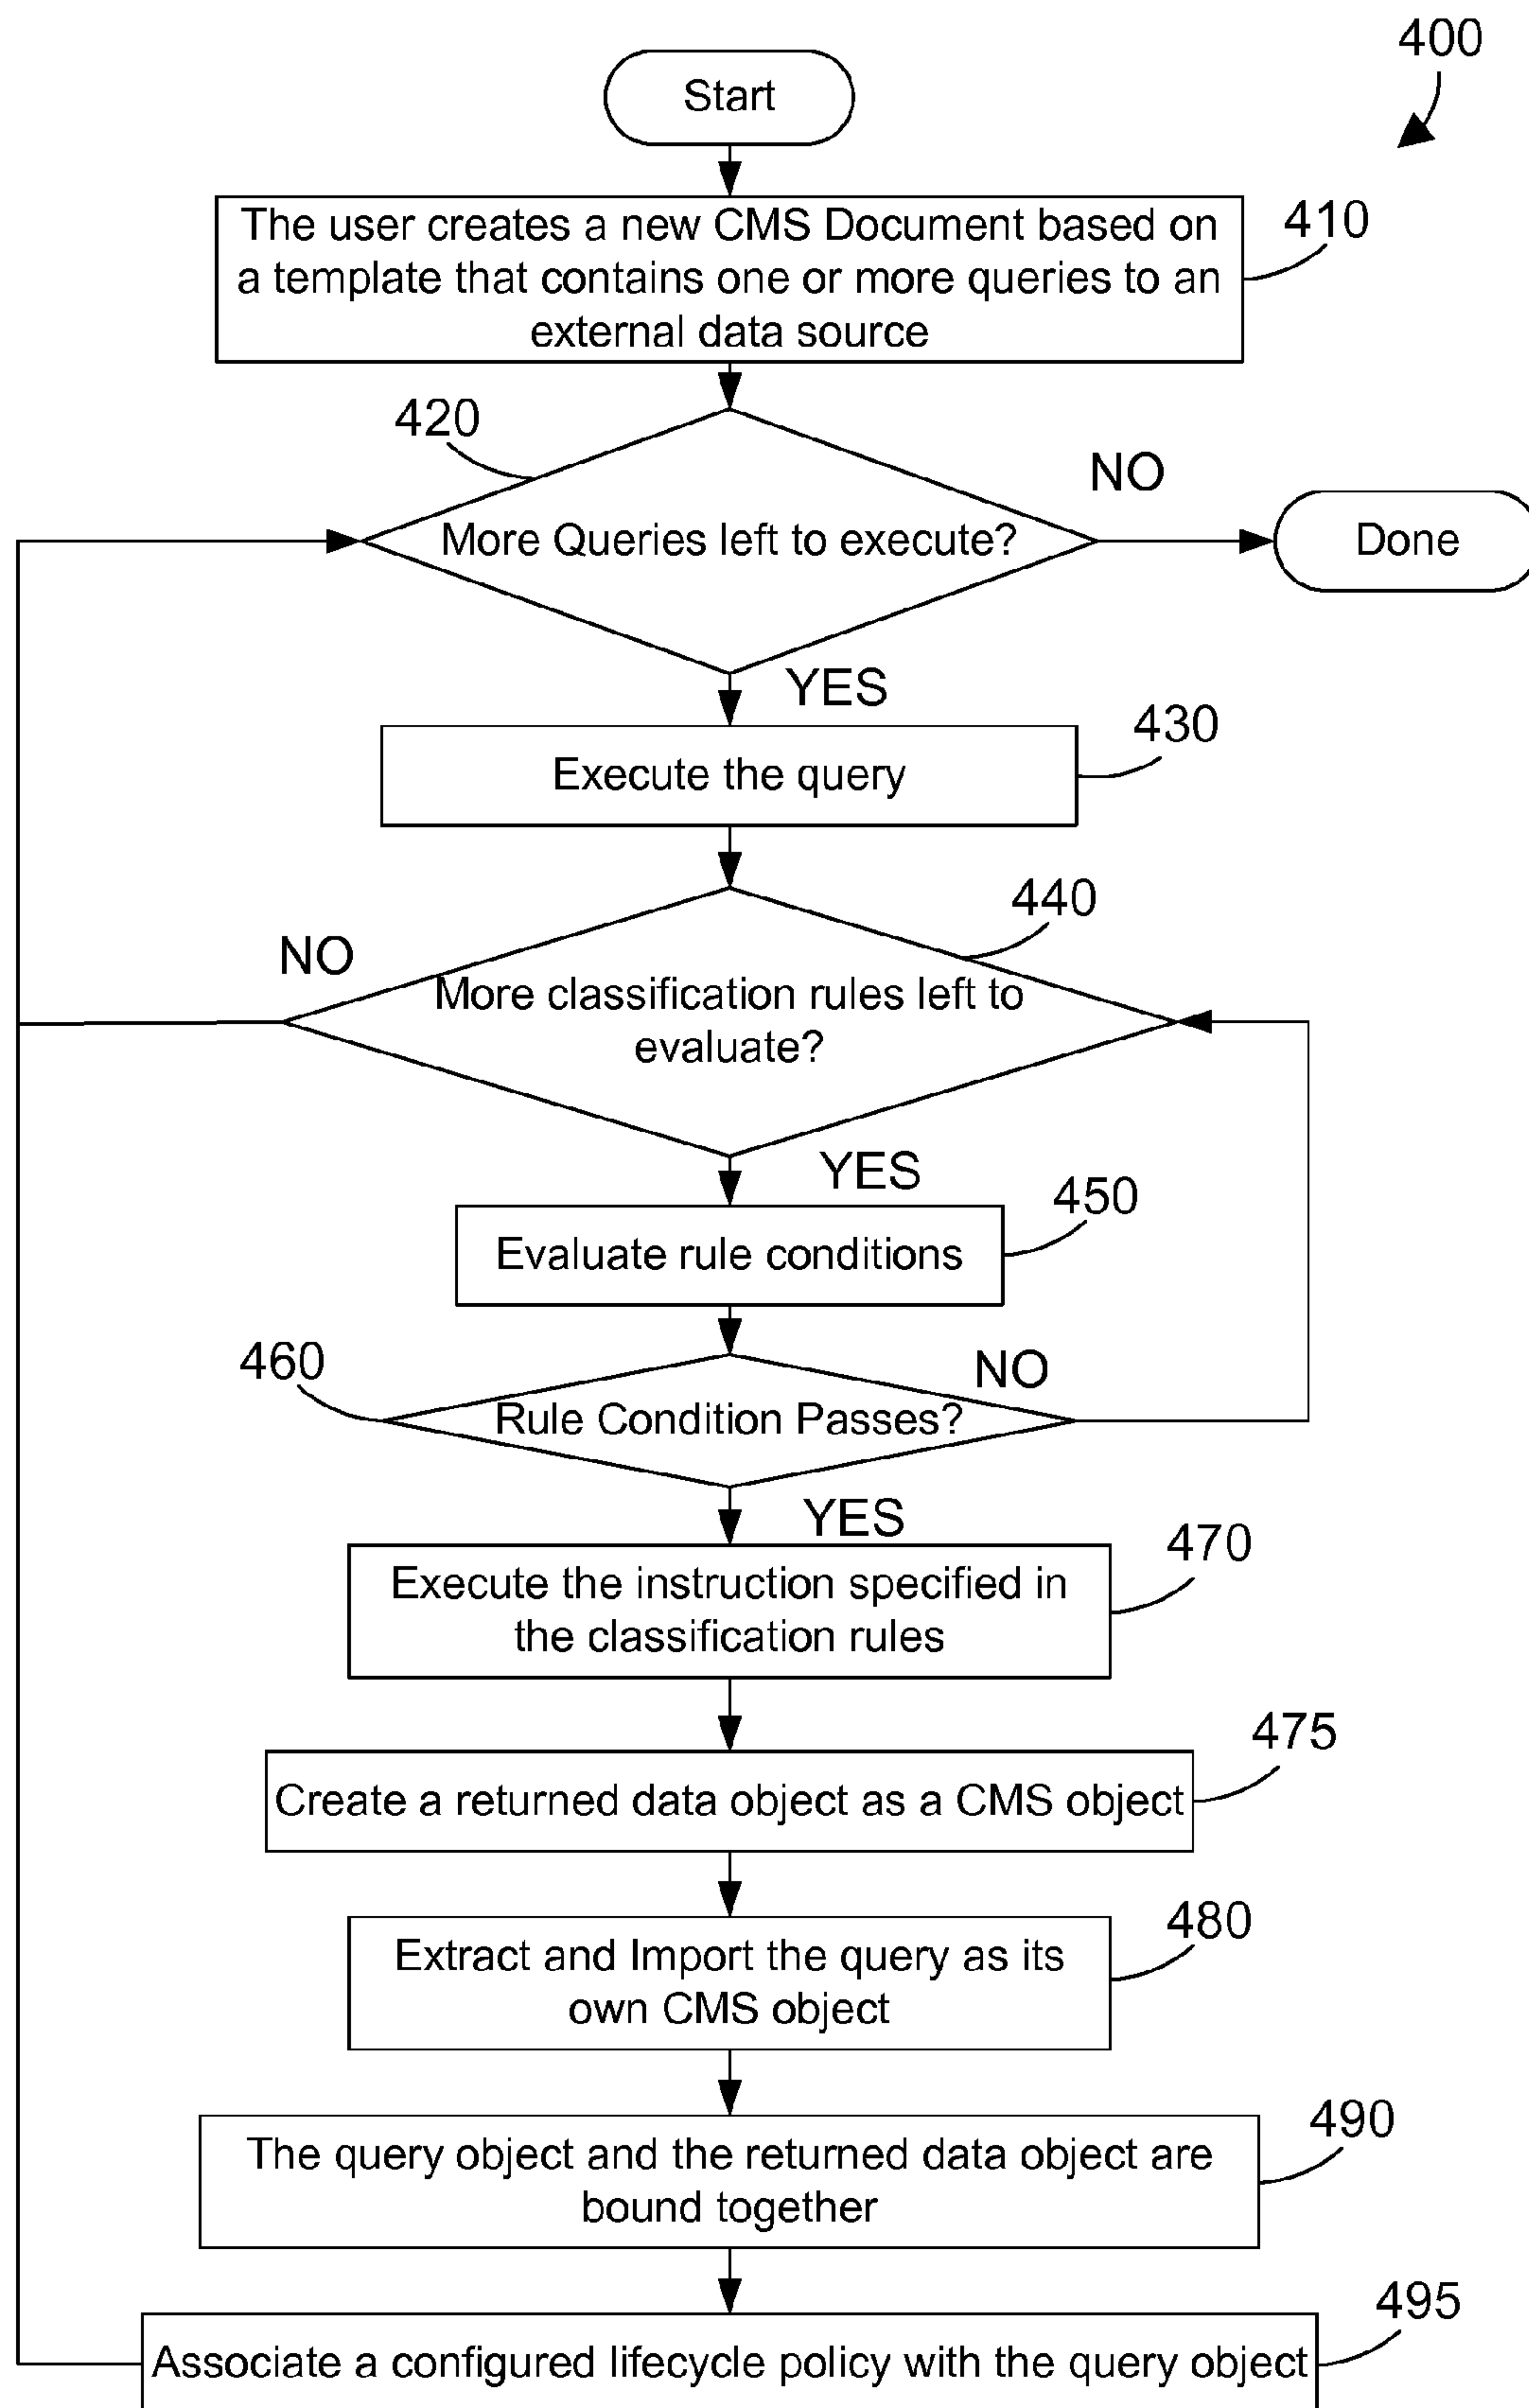 400
Start
The user creates a new CMS Document based on
a template that contains one or more queries to an
external data source
410
420
NO
More Queries left to execute?
Done
YES
430
Execute the query
440
NO
More classification rules left to
evaluate?
YES
450
Evaluate rule conditions
460
NO
Rule Condition Passes?
YES
470
Execute the instruction specified in
the classification rules
475
Create a returned data object as a CMS object
480
Extract and Import the query as its
own CMS object
490
The query object and the returned data object are
bound together
495
Associate a configured lifecycle policy with the query object